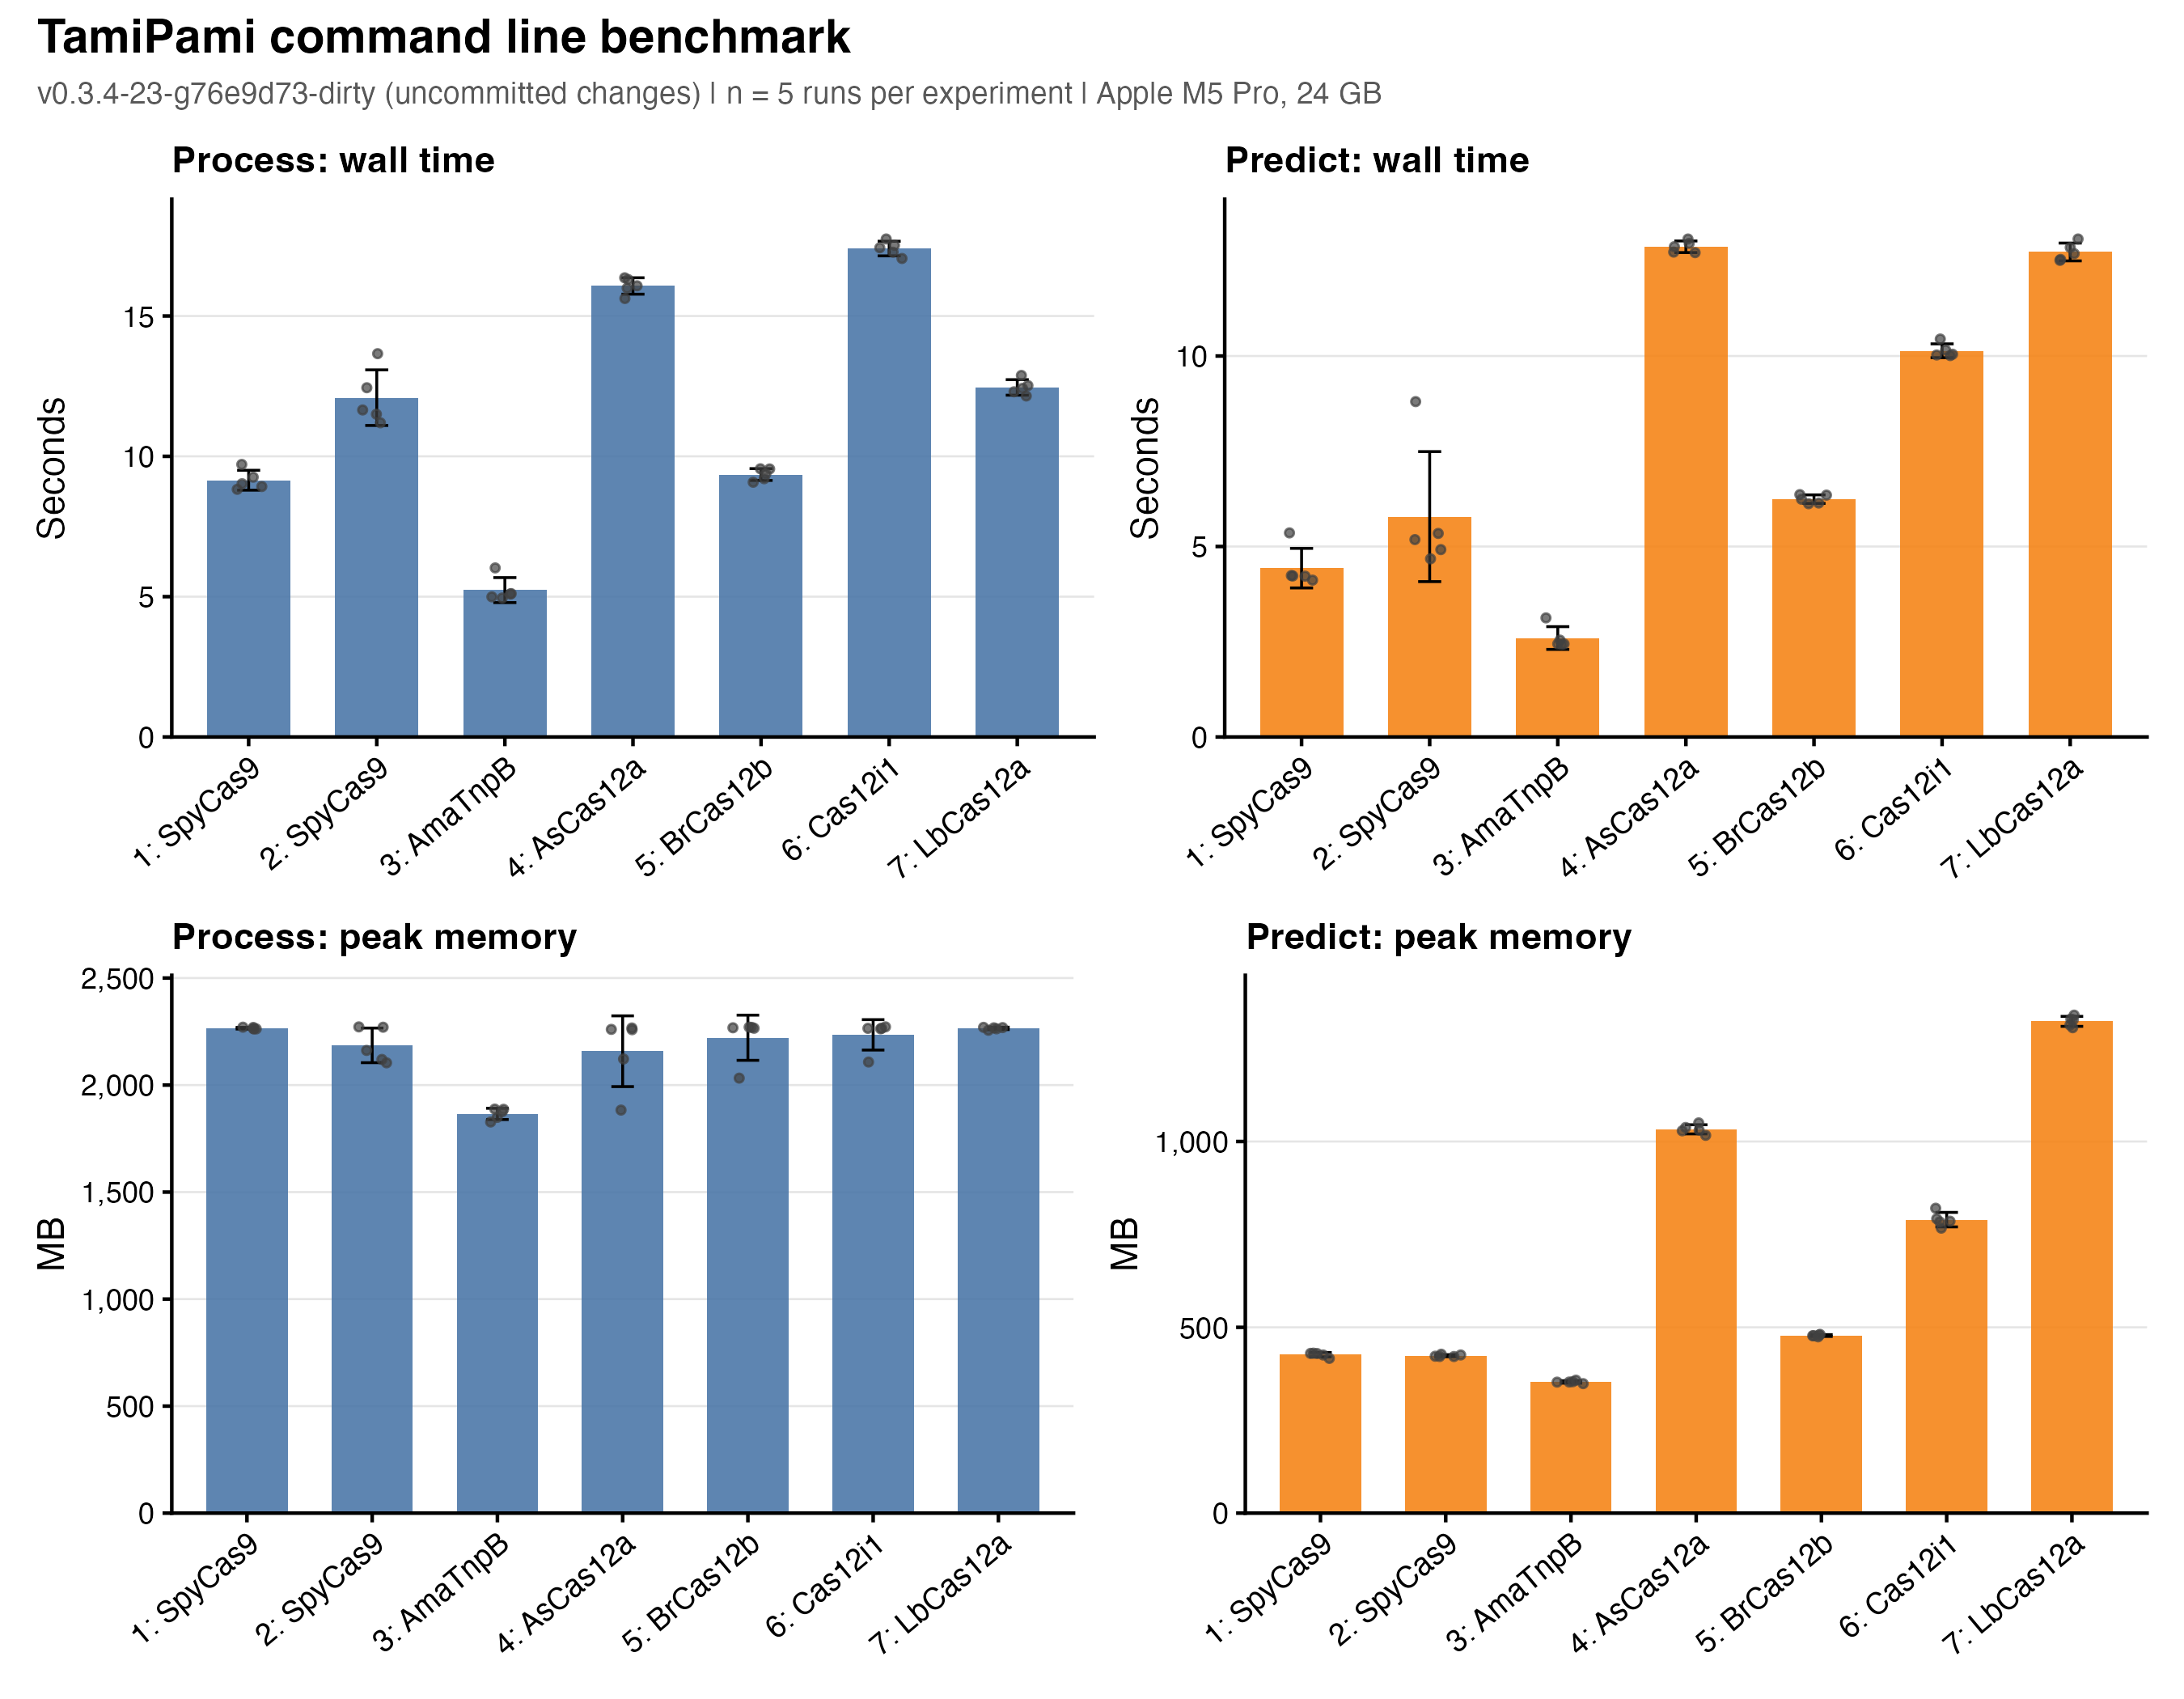 TamiPami command line benchmark
v0.3.4-23-g76e9d73-dirty (uncommitted changes) | n = 5 runs per experiment | Apple M5 Pro, 24 GB
Process: wall time
Seconds
15
10
5
0
1: SpyCas9
2: SpyCas9
3: AmaTnpB
4: AsCas12a
5: BrCas12b
6: Cas12i1
7: LbCas12a
Predict: wall time
Seconds
10
5
0
1: SpyCas9
2: SpyCas9
3: AmaTnpB
4: AsCas12a
5: BrCas12b
6: Cas12i1
7: LbCas12a
Process: peak memory
MB
2,500
2,000
1,500
1,000
500
0
1: SpyCas9
2: SpyCas9
3: AmaTnpB
4: AsCas12a
5: BrCas12b
6: Cas12i1
7: LbCas12a
Predict: peak memory
MB
1,000
500
0
1: SpyCas9
2: SpyCas9
3: AmaTnpB
4: AsCas12a
5: BrCas12b
6: Cas12i1
7: LbCas12a